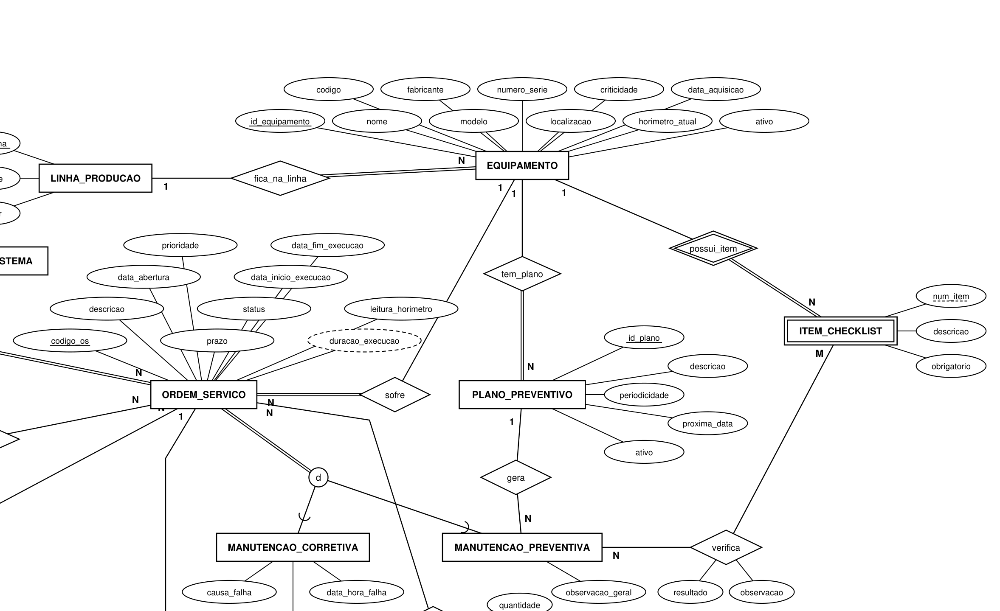 codigo
fabricante
numero_serie
criticidade
data_aquisicao
id_equipamento
nome
modelo
localizacao
horimetro_atual
ativo
na
LINHA_PRODUCAO
1
fica_na_linha
N
EQUIPAMENTO
e
r
1
1
1
prioridade
data_fim_execucao
possui_item
STEMA
data_abertura
data_inicio_execucao
tem_plano
descricao
status
leitura_horimetro
N
num_item
codigo_os
prazo
duracao_execucao
id_plano
ITEM_CHECKLIST
descricao
M
N
N
descricao
obrigatorio
ORDEM_SERVICO
sofre
PLANO_PREVENTIVO
periodicidade
N
N
N
N
1
1
proxima_data
ativo
d
gera
N
MANUTENCAO_CORRETIVA
MANUTENCAO_PREVENTIVA
N
verifica
causa_falha
data_hora_falha
observacao_geral
resultado
observacao
quantidade